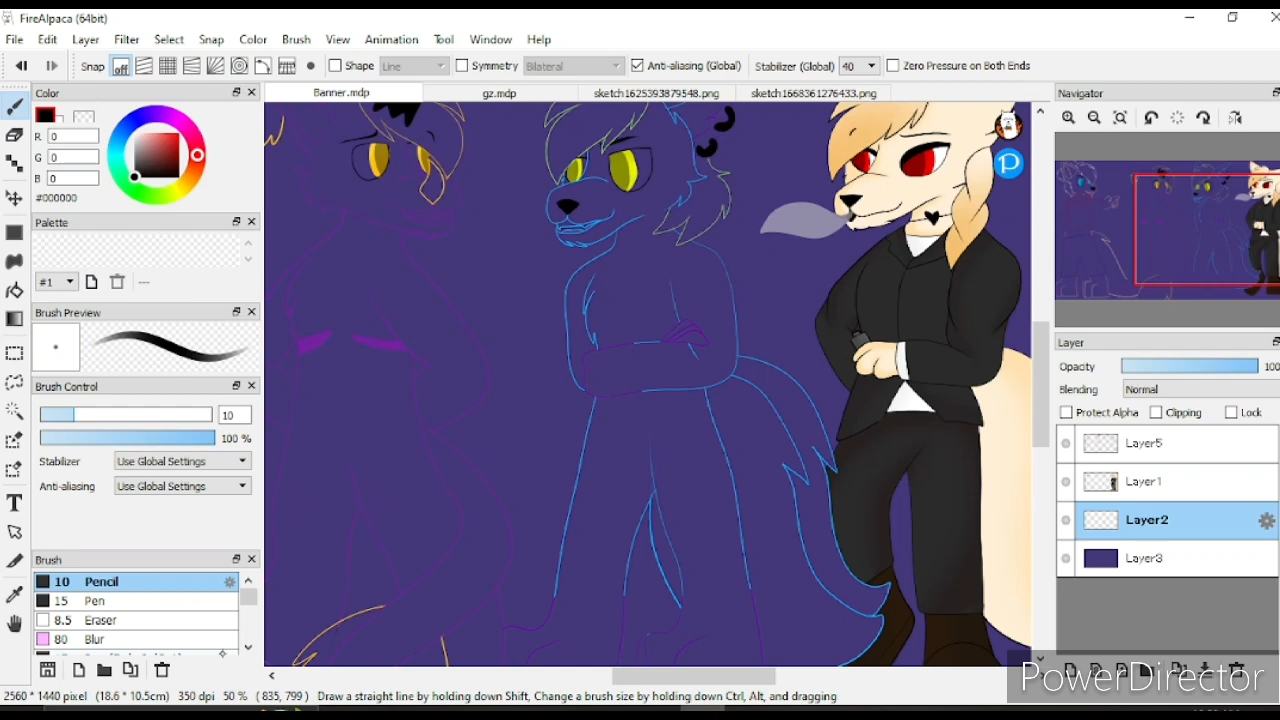 FireAlpaca (64bit)
File Edit Layer Filter Select Snap Color Brush View Animation Tool Window Help
Snap off Shape Line Symmetry Bilateral Anti-aliasing (Global) Stabilizer (Global) 40 Zero Pressure on Both Ends
Color
Banner.mdp gz.mdp sketch1625393879548.png sketch1668361276433.png
Navigator
R 0
G 0
B 0
#000000
P
Palette
#1 ---
Brush Preview
Layer
Opacity 100
Brush Control
Blending Normal
Protect Alpha Clipping Lock
10
100 %
Layer5
Stabilizer Use Global Settings
Layer1
Anti-aliasing Use Global Settings
T
Layer2
Layer3
Brush
10 Pencil
15 Pen
8.5 Eraser
80 Blur
PowerDirector
2560 * 1440 pixel (18.6 * 10.5cm) 350 dpi 50 % ( 835, 799 ) Draw a straight line by holding down Shift, Change a brush size by holding down Ctrl, Alt, and dragging